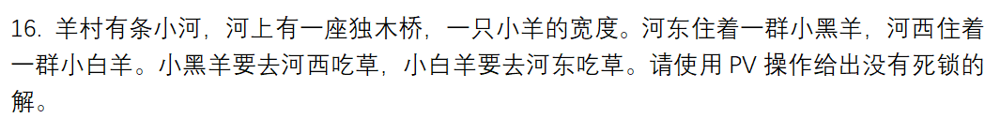 16. 羊村有条小河，河上有一座独木桥，一只小羊的宽度。河东住着一群小黑羊，河西住着
一群小白羊。小黑羊要去河西吃草，小白羊要去河东吃草。请使用 PV 操作给出没有死锁的
解。